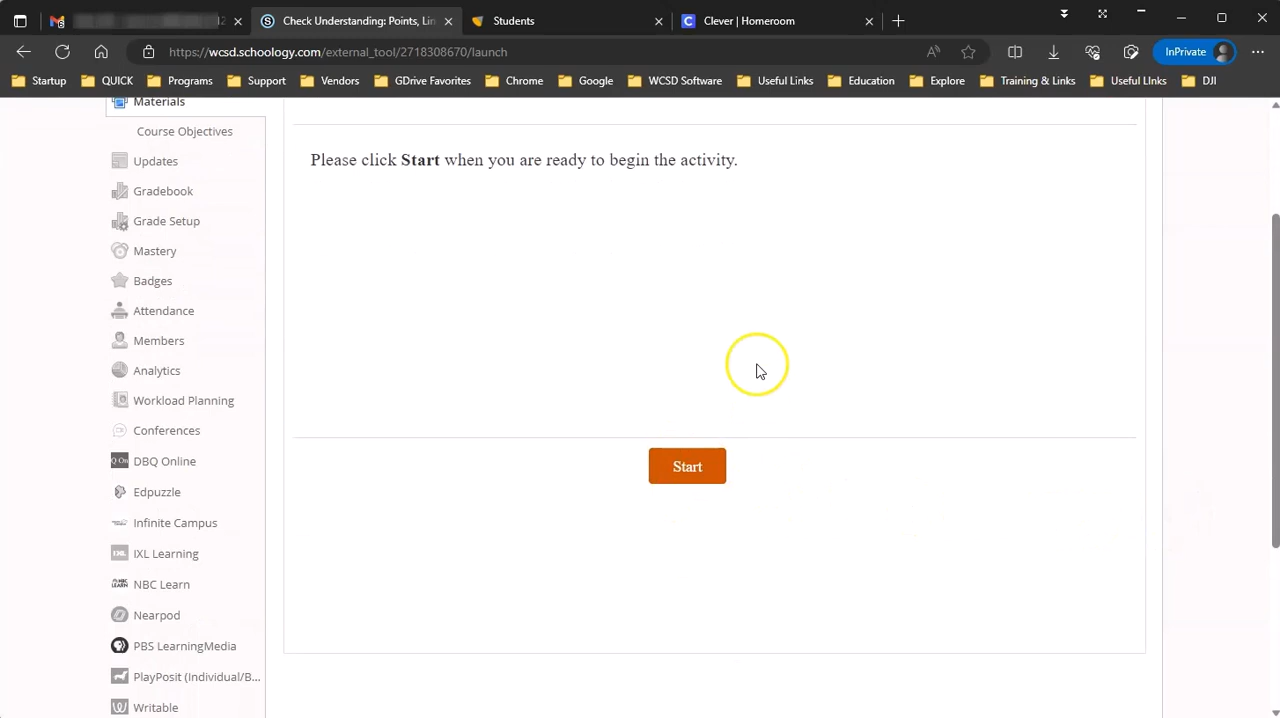 Check Understanding: Points, Lin
Students
Clever | Homeroom
https://wcsd.schoology.com/external_tool/2718308670/launch
InPrivate
Startup
QUICK
Programs
Support
Vendors
GDrive Favorites
Chrome
Google
WCSD Software
Useful Links
Education
Explore
Training & Links
Useful LInks
DJI
Materials
Course Objectives
Updates
Gradebook
Grade Setup
Mastery
Badges
Attendance
Members
Analytics
Workload Planning
Conferences
DBQ Online
Edpuzzle
Infinite Campus
IXL Learning
NBC Learn
Nearpod
PBS LearningMedia
PlayPosit (Individual/B...
Writable
Please click Start when you are ready to begin the activity.
Start